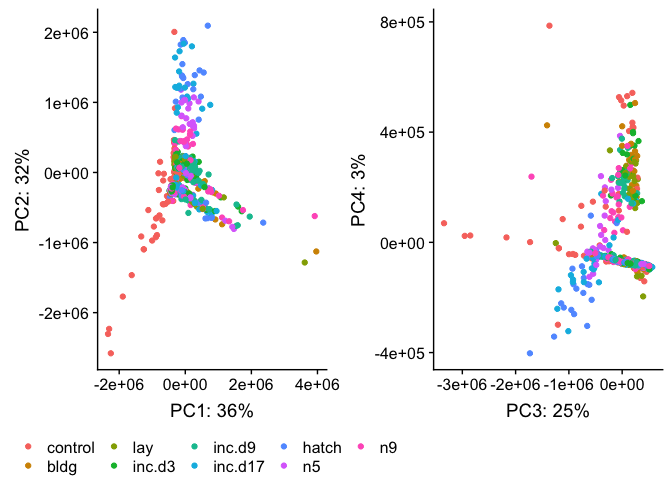 2e+06
1e+06
0e+00
-1e+06
-2e+06
PC2: 32%
-2e+06 0e+00 2e+06 4e+06
PC1: 36%
8e+05
4e+05
0e+00
-4e+05
PC4: 3%
-3e+06 -2e+06 -1e+06 0e+00
PC3: 25%
control lay inc.d9 hatch n9
bldg inc.d3 inc.d17 n5